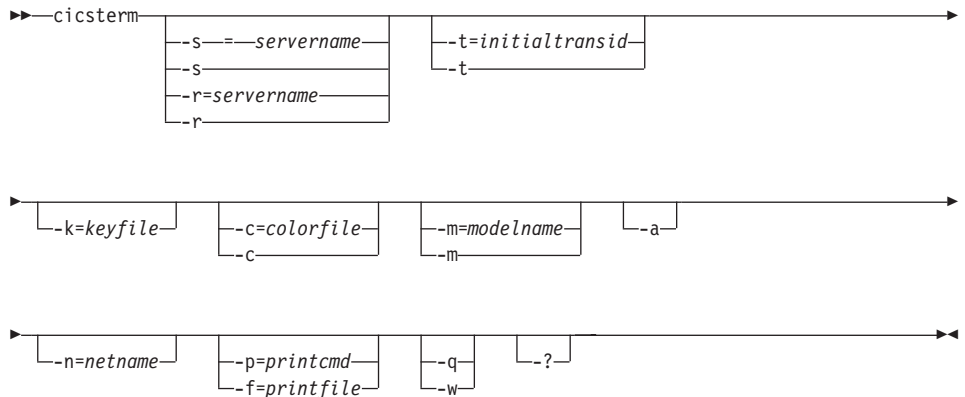 cicsterm
-s = servername -t=initialtransid
-s -t
-r=servername
-r
-k=keyfile -c=colorfile -m=modelname -a
-c -m
-n=netname -p=printcmd -q -?
-f=printfile -w